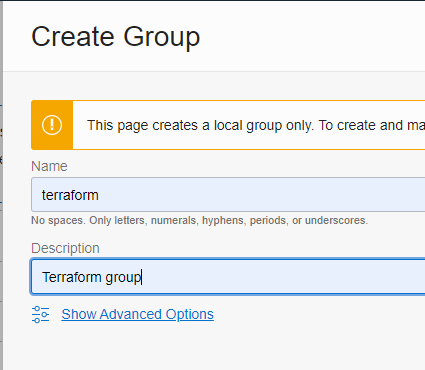 Create Group
This page creates a local group only. To create and ma
Name
terraform
No spaces. Only letters, numerals, hyphens, periods, or underscores.
Description
Terraform group
Show Advanced Options